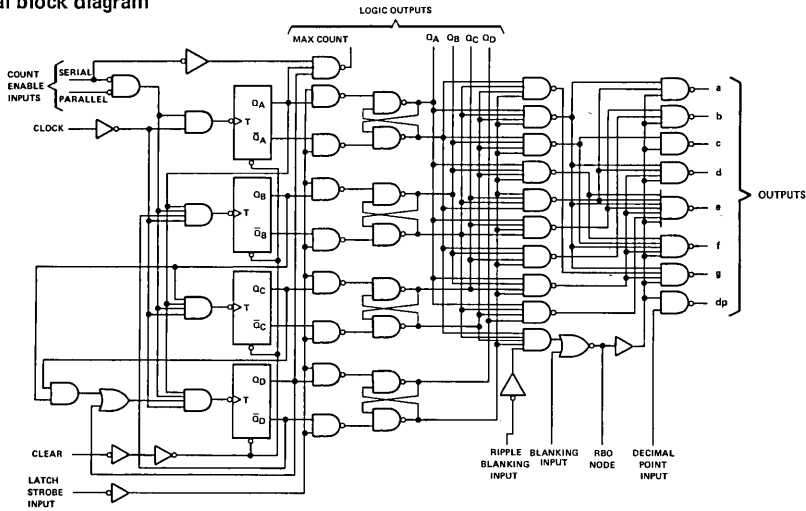 al block diagram
LOGIC OUTPUTS
MAX COUNT
QA QB QC QD
COUNT
ENABLE
INPUTS
SERIAL
PARALLEL
CLOCK
T
QA
Q̅A
T
QB
Q̅B
T
QC
Q̅C
T
QD
Q̅D
a
b
c
d
e
f
g
dp
OUTPUTS
CLEAR
LATCH
STROBE
INPUT
RIPPLE
BLANKING
INPUT
BLANKING
INPUT
RBO
NODE
DECIMAL
POINT
INPUT